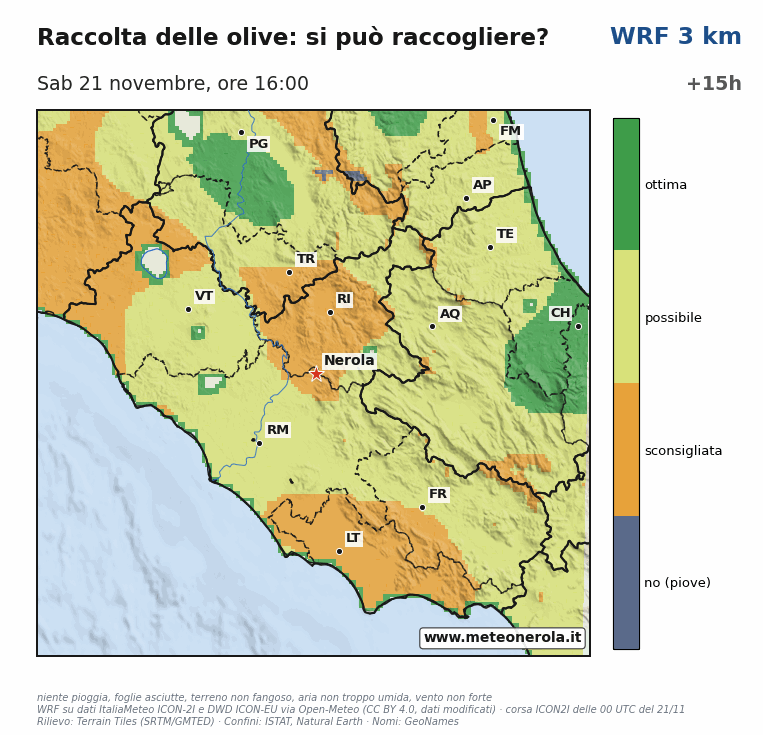 Raccolta delle olive: si può raccogliere?
WRF 3 km
Sab 21 novembre, ore 16:00
+15h
FM
PG
AP
TE
TR
VT
RI
AQ
CH
Nerola
RM
FR
LT
www.meteonerola.it
ottima
possibile
sconsigliata
no (piove)
niente pioggia, foglie asciutte, terreno non fangoso, aria non troppo umida, vento non forte
WRF su dati ItaliaMeteo ICON-2I e DWD ICON-EU via Open-Meteo (CC BY 4.0, dati modificati) · corsa ICON2I delle 00 UTC del 21/11
Rilievo: Terrain Tiles (SRTM/GMTED) · Confini: ISTAT, Natural Earth · Nomi: GeoNames